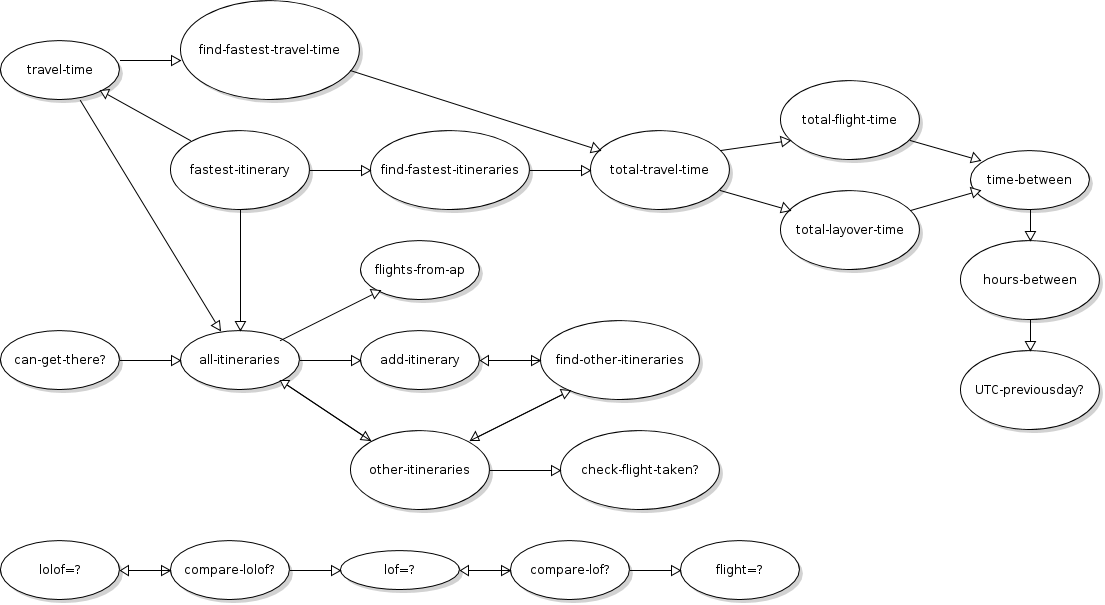 find-fastest-travel-time
travel-time
total-flight-time
fastest-itinerary
find-fastest-itineraries
total-travel-time
time-between
total-layover-time
flights-from-ap
hours-between
can-get-there?
all-itineraries
add-itinerary
find-other-itineraries
UTC-previousday?
other-itineraries
check-flight-taken?
lolof=?
compare-lolof?
lof=?
compare-lof?
flight=?